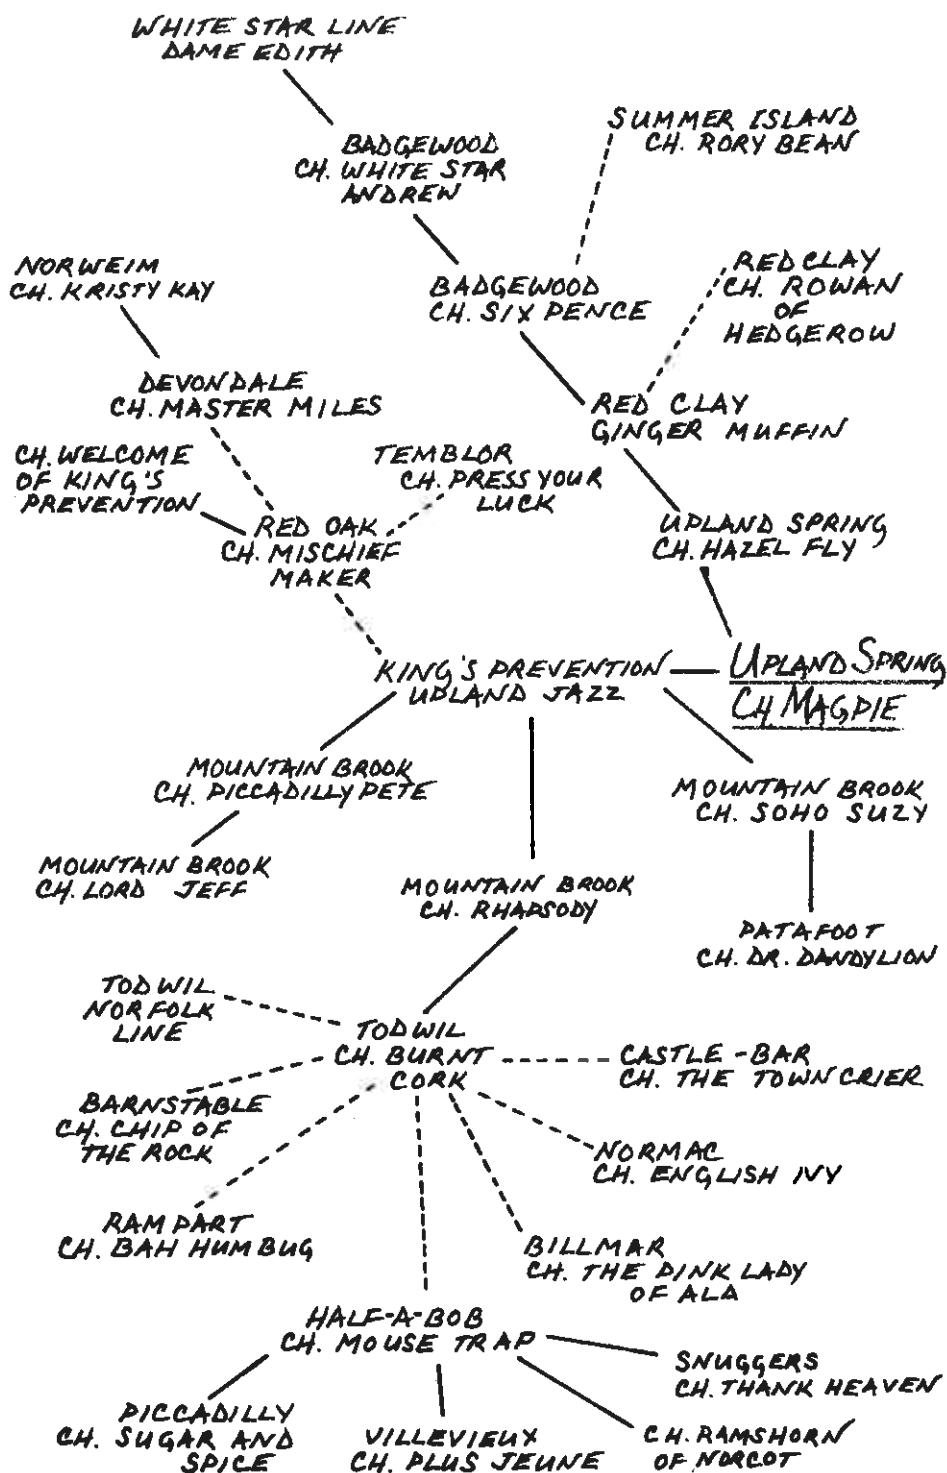 WHITE STAR LINE
DAME EDITH
SUMMER ISLAND
CH. RORY BEAN
BADGEWOOD
CH. WHITE STAR
ANDREW
NORWEIM
CH. KRISTY KAY
BADGEWOOD
CH. SIX PENCE
RED CLAY
CH. ROWAN
OF
HEDGEROW
DEVONDALE
CH. MASTER MILES
RED CLAY
GINGER MUFFIN
CH. WELCOME
OF KING'S
PREVENTION
TEMBLOR
CH. PRESS YOUR
LUCK
RED OAK
CH. MISCHIEF
MAKER
UPLAND SPRING
CH. HAZEL FLY
KING'S PREVENTION
UPLAND JAZZ
UPLAND SPRING
CH MAGPIE
MOUNTAIN BROOK
CH. PICCADILLY PETE
MOUNTAIN BROOK
CH. SOHO SUZY
MOUNTAIN BROOK
CH. LORD JEFF
MOUNTAIN BROOK
CH. RHAPSODY
PATAFOOT
CH. DR. DANDYLION
TODWIL
NORFOLK
LINE
TODWIL
CH. BURNT
CORK
CASTLE-BAR
CH. THE TOWN CRIER
BARNSTABLE
CH. CHIP OF
THE ROCK
NORMAC
CH. ENGLISH IVY
RAMPART
CH. BAH HUMBUG
BILLMAR
CH. THE PINK LADY
OF ALA
HALF-A-BOB
CH. MOUSE TRAP
SNUGGERS
CH. THANK HEAVEN
PICCADILLY
CH. SUGAR AND
SPICE
VILLEVIEUX
CH. PLUS JEUNE
CH. RAMSHORN
OF NORCOT